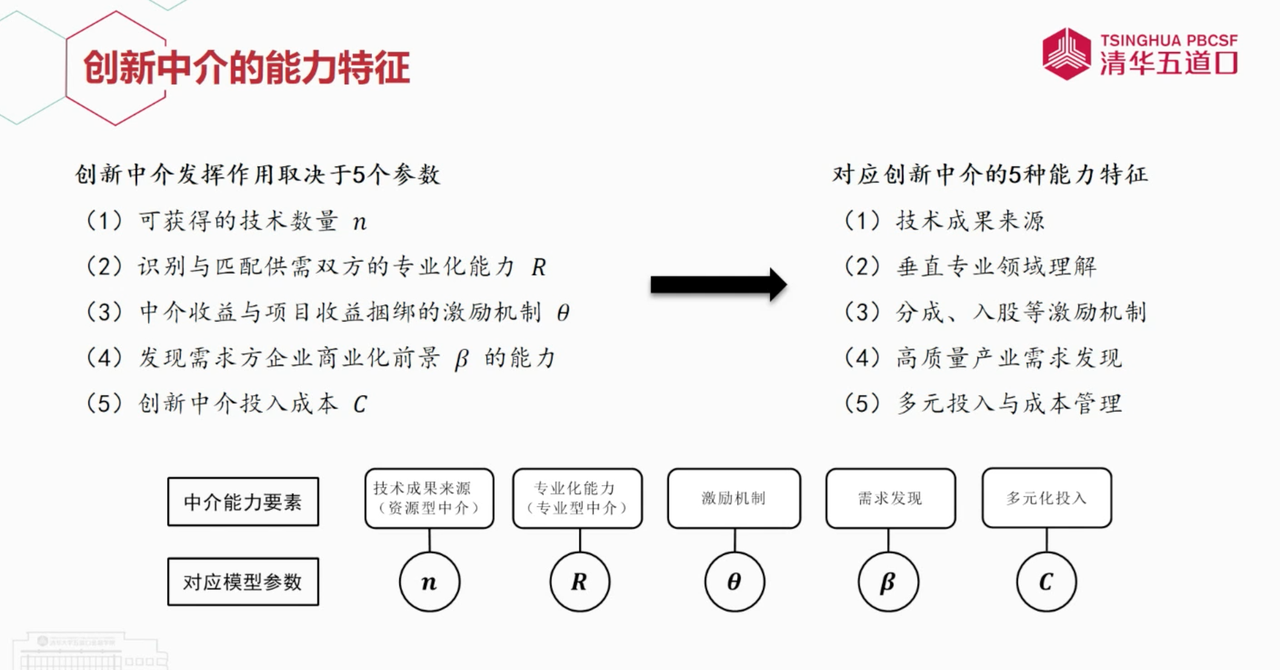 创新中介的能力特征
TSINGHUA PBCSF
清华五道口
创新中介发挥作用取决于5个参数
（1）可获得的技术数量 n
（2）识别与匹配供需双方的专业化能力 R
（3）中介收益与项目收益捆绑的激励机制 θ
（4）发现需求方企业商业化前景 β 的能力
（5）创新中介投入成本 C
对应创新中介的5种能力特征
（1）技术成果来源
（2）垂直专业领域理解
（3）分成、入股等激励机制
（4）高质量产业需求发现
（5）多元投入与成本管理
中介能力要素
技术成果来源
（资源型中介）
专业化能力
（专业型中介）
激励机制
需求发现
多元化投入
对应模型参数
n
R
θ
β
C